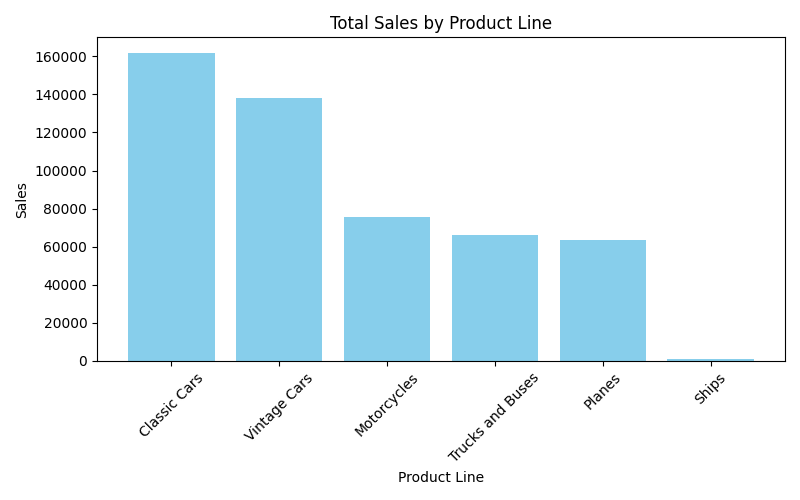 Total Sales by Product Line
160000
140000
120000
100000
80000
60000
40000
20000
0
Sales
Classic Cars
Vintage Cars
Motorcycles
Trucks and Buses
Planes
Ships
Product Line